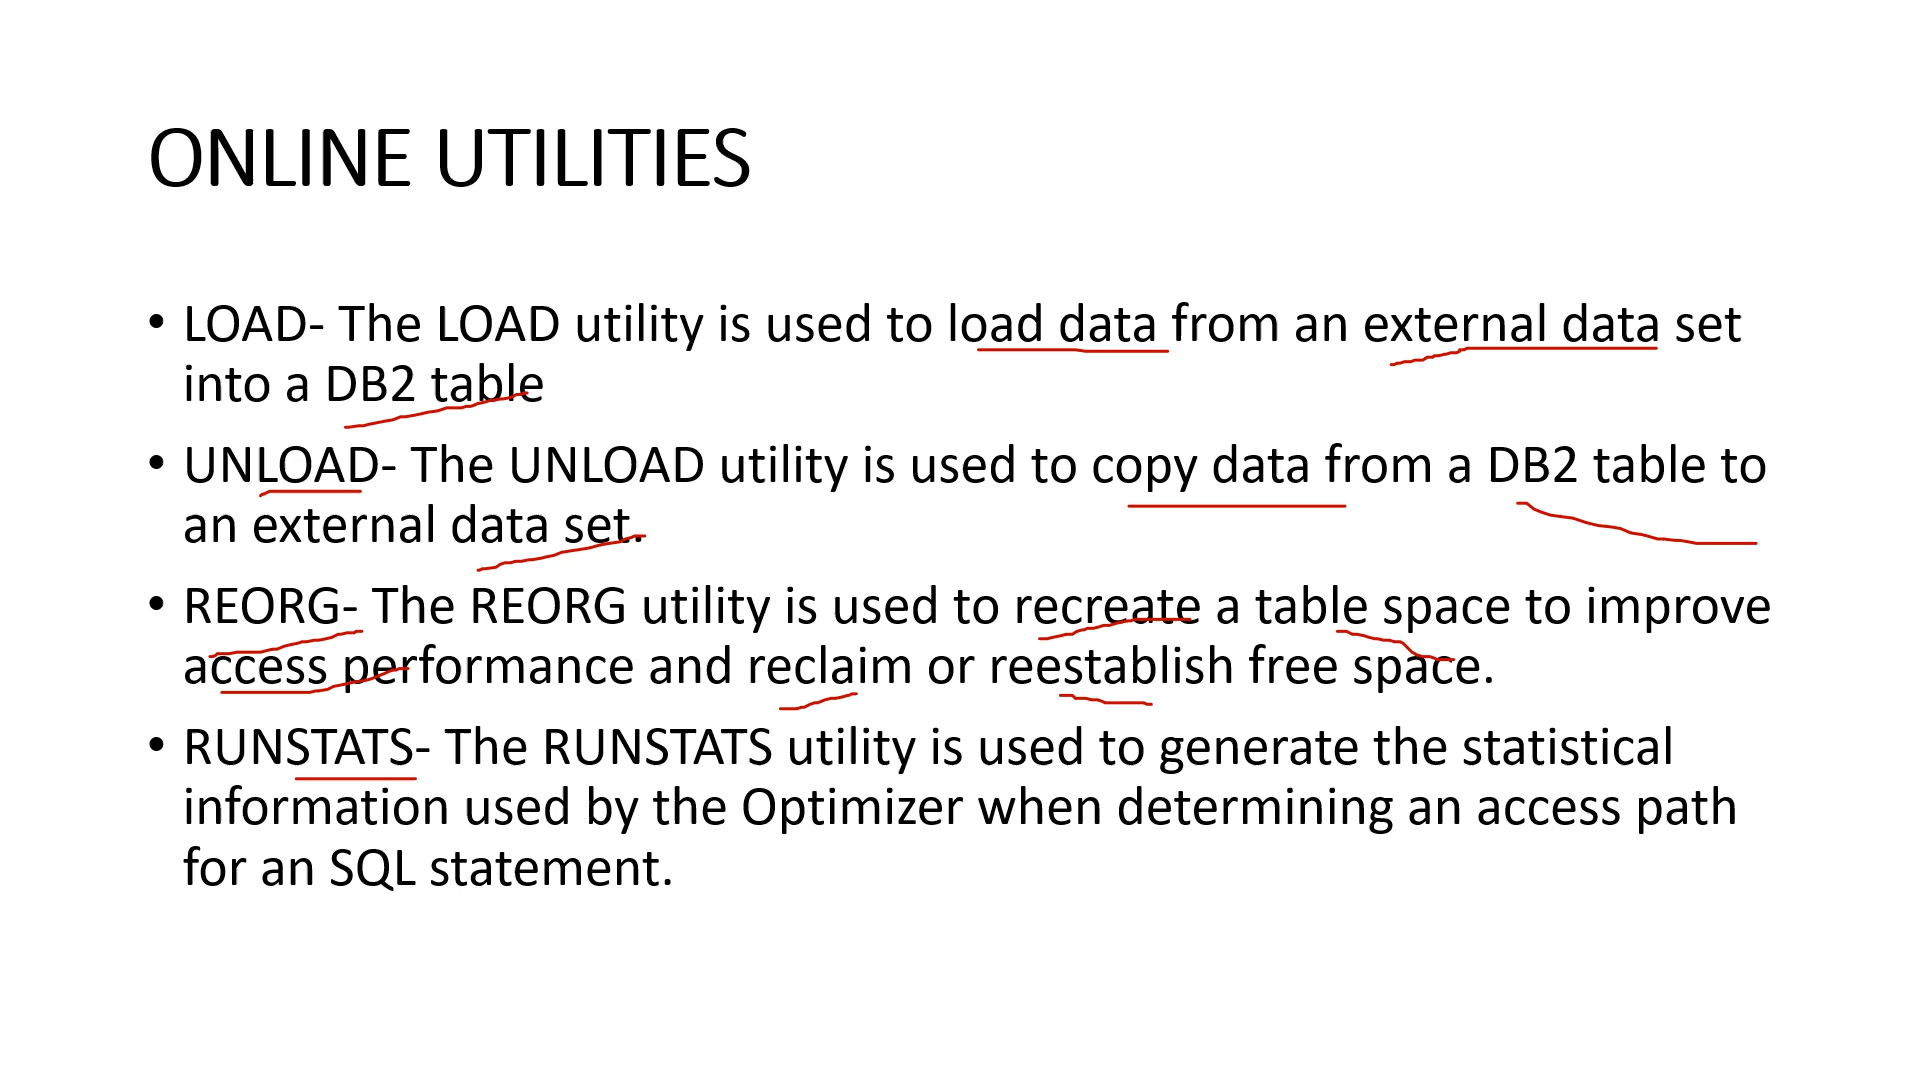 ONLINE UTILITIES
• LOAD- The LOAD utility is used to load data from an external data set
into a DB2 table
• UNLOAD- The UNLOAD utility is used to copy data from a DB2 table to
an external data set.
• REORG- The REORG utility is used to recreate a table space to improve
access performance and reclaim or reestablish free space.
• RUNSTATS- The RUNSTATS utility is used to generate the statistical
information used by the Optimizer when determining an access path
for an SQL statement.